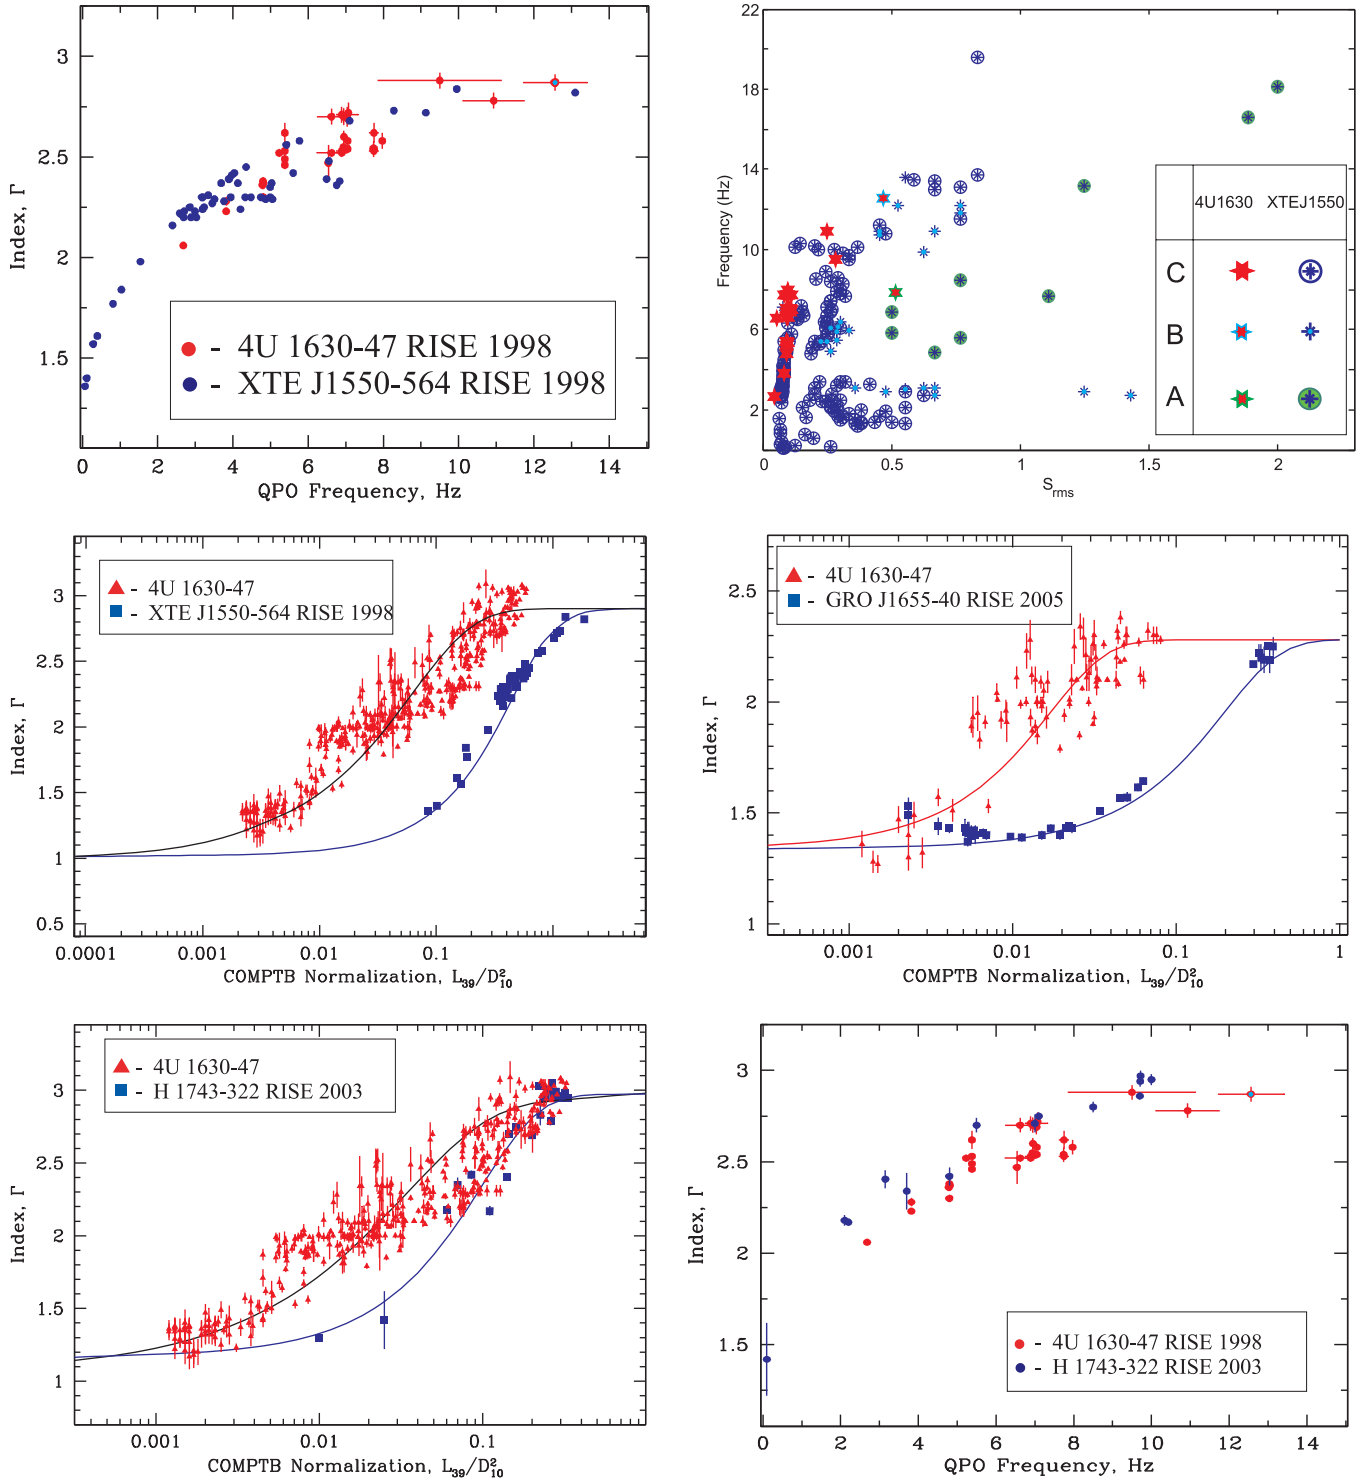 3
2.5
2
1.5
Index, Γ
0 2 4 6 8 10 12 14
QPO Frequency, Hz
- 4U 1630-47 RISE 1998
- XTE J1550-564 RISE 1998
22
18
14
10
6
2
Frequency (Hz)
0 0.5 1 1.5 2
S_rms
4U1630 XTEJ1550
C
B
A
3.5
- 4U 1630-47
3
- XTE J1550-564 RISE 1998
2.5
2
1.5
1
0.5
Index, Γ
0.0001 0.001 0.01 0.1
COMPTB Normalization, L₃₉/D²₁₀
- 4U 1630-47
- GRO J1655-40 RISE 2005
2.5
2
1.5
1
Index, Γ
0.001 0.01 0.1 1
COMPTB Normalization, L₃₉/D²₁₀
- 4U 1630-47
- H 1743-322 RISE 2003
3.5
3
2.5
2
1.5
1
Index, Γ
0.001 0.01 0.1
COMPTB Normalization, L₃₉/D²₁₀
3
2.5
2
1.5
Index, Γ
- 4U 1630-47 RISE 1998
- H 1743-322 RISE 2003
0 2 4 6 8 10 12 14
QPO Frequency, Hz